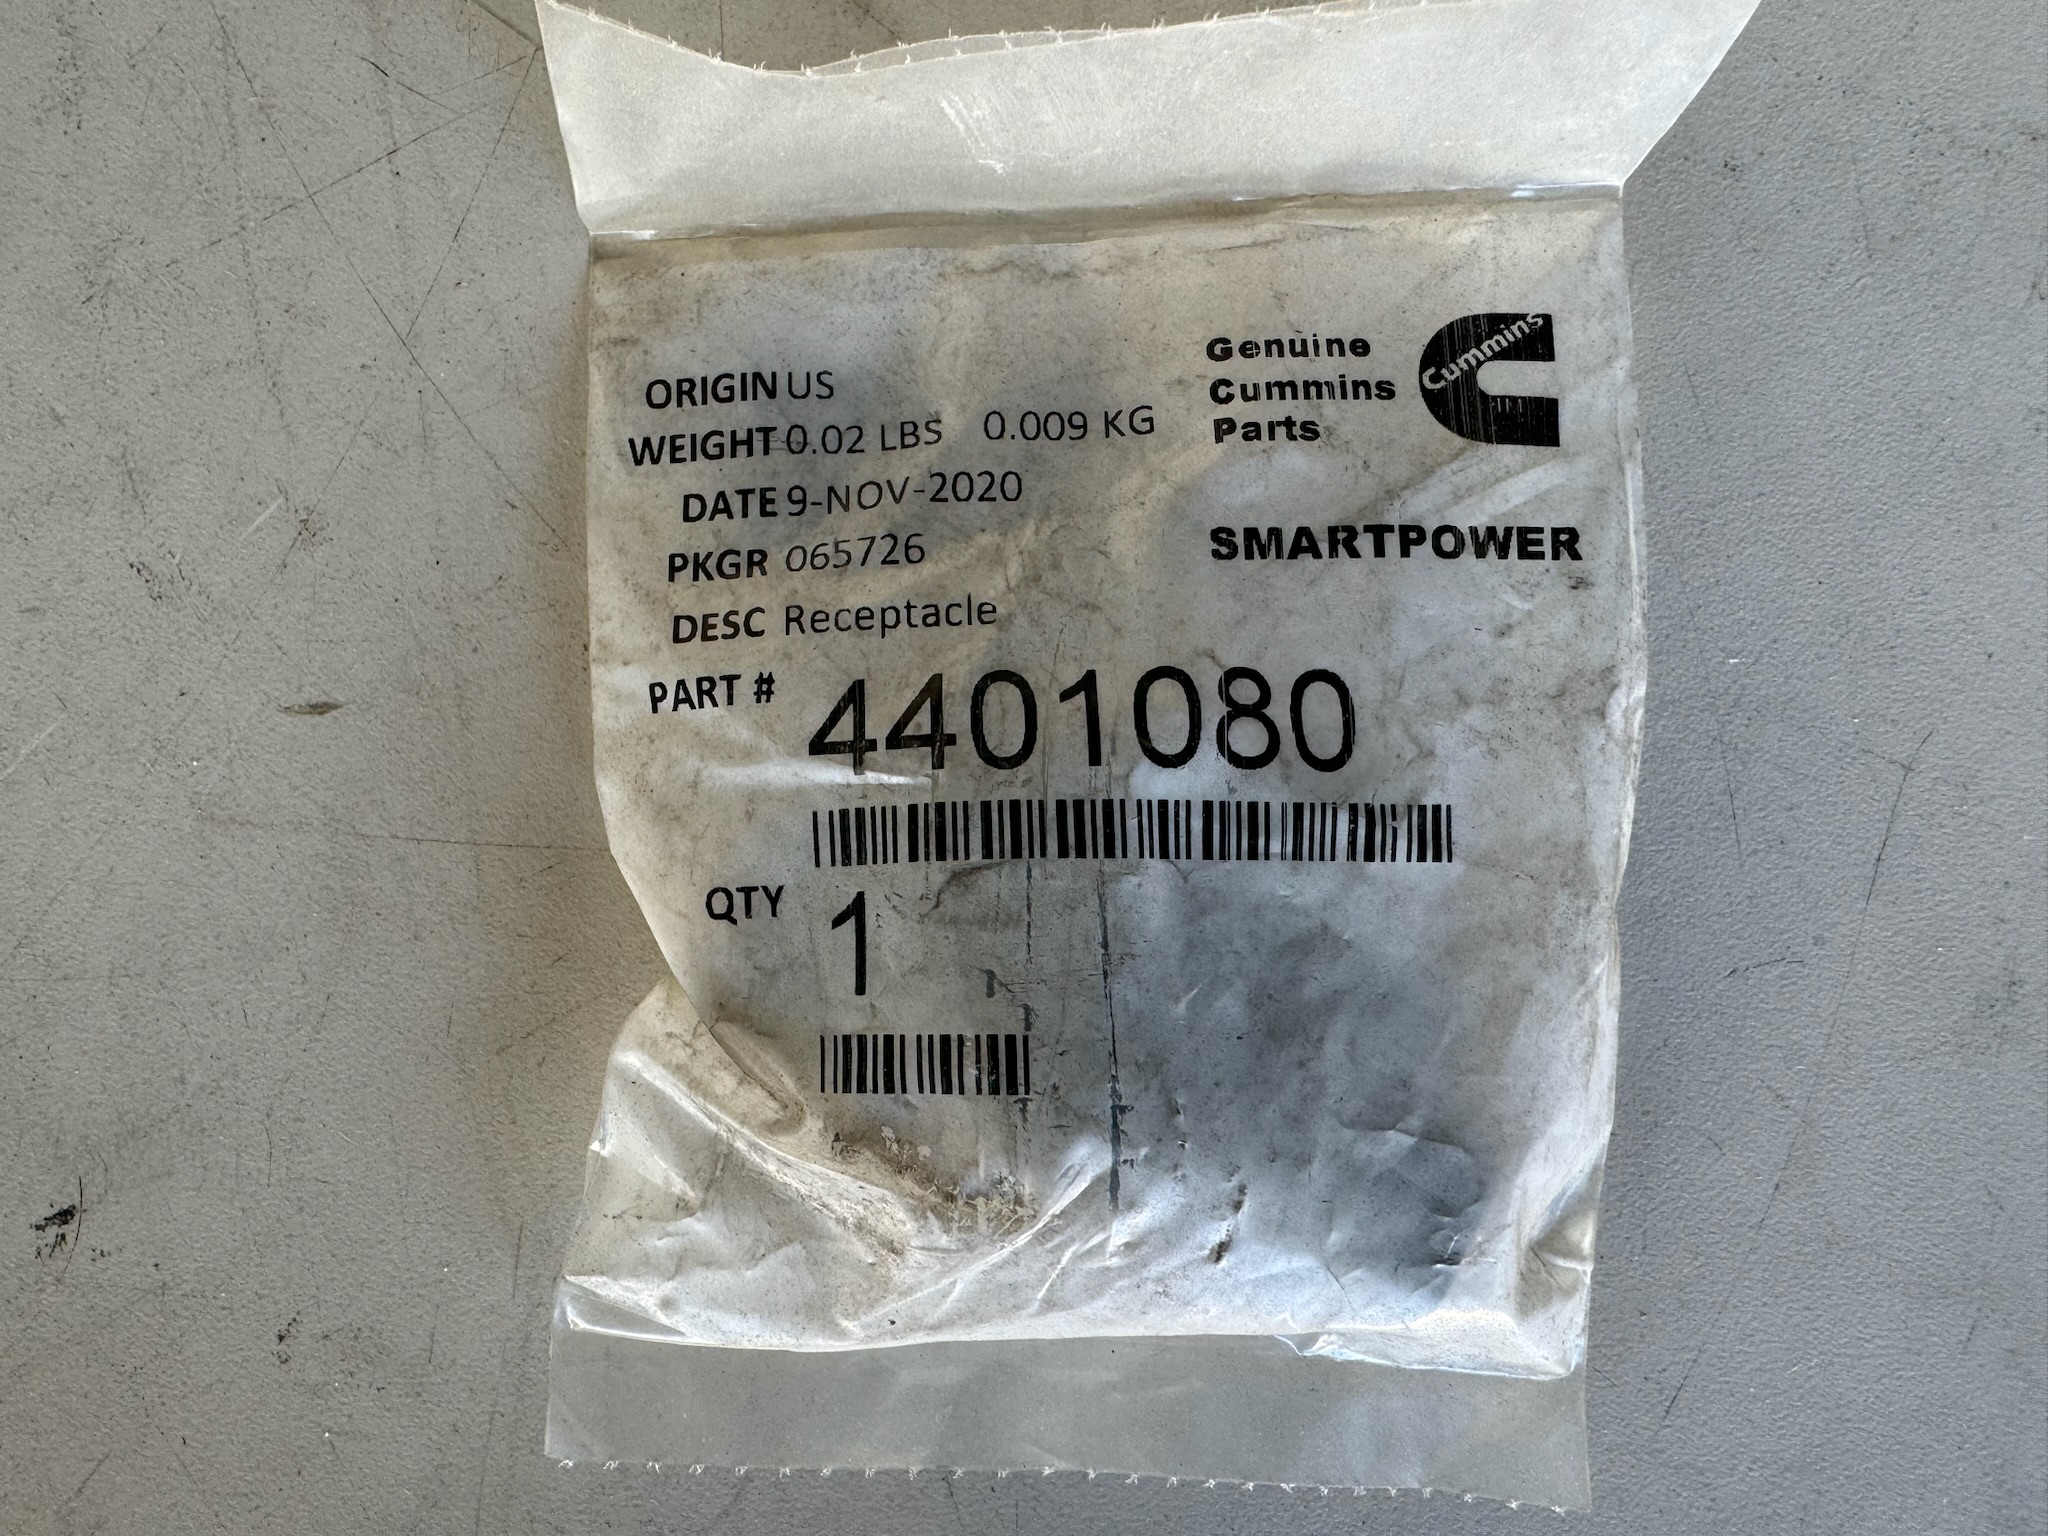 Genuine
Cummins
Parts
Cummins
ORIGIN US
WEIGHT 0.02 LBS 0.009 KG
DATE 9-NOV-2020
PKGR 065726
SMARTPOWER
DESC Receptacle
PART # 4401080
QTY 1